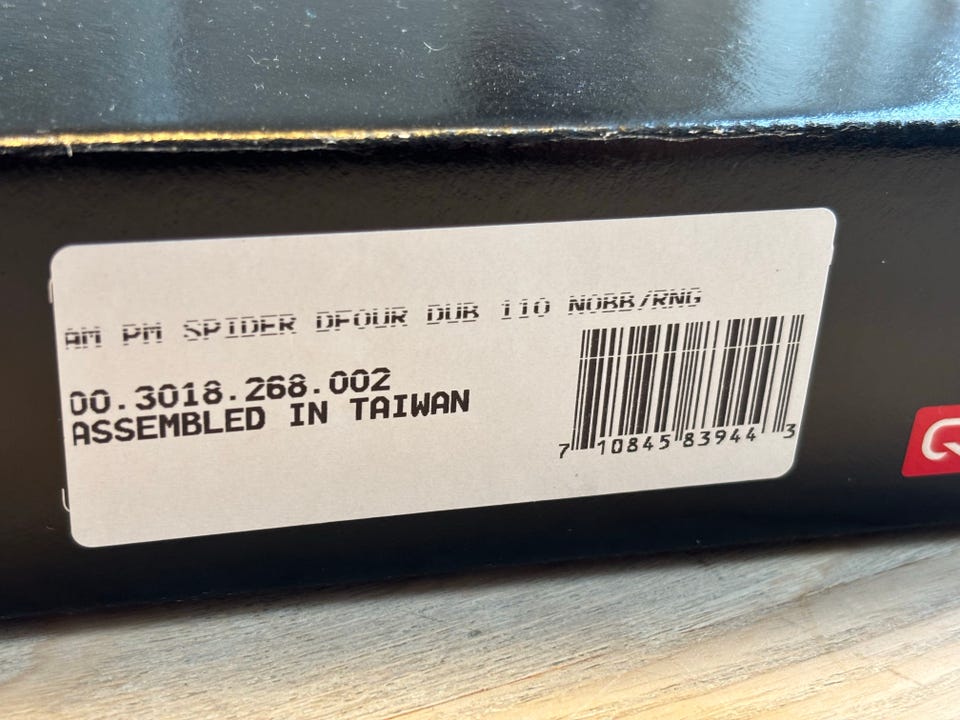 AM PM SPIDER DFOUR DUB 110 NOBB/RNG
00.3018.268.002
ASSEMBLED IN TAIWAN
7 10845 83944 3